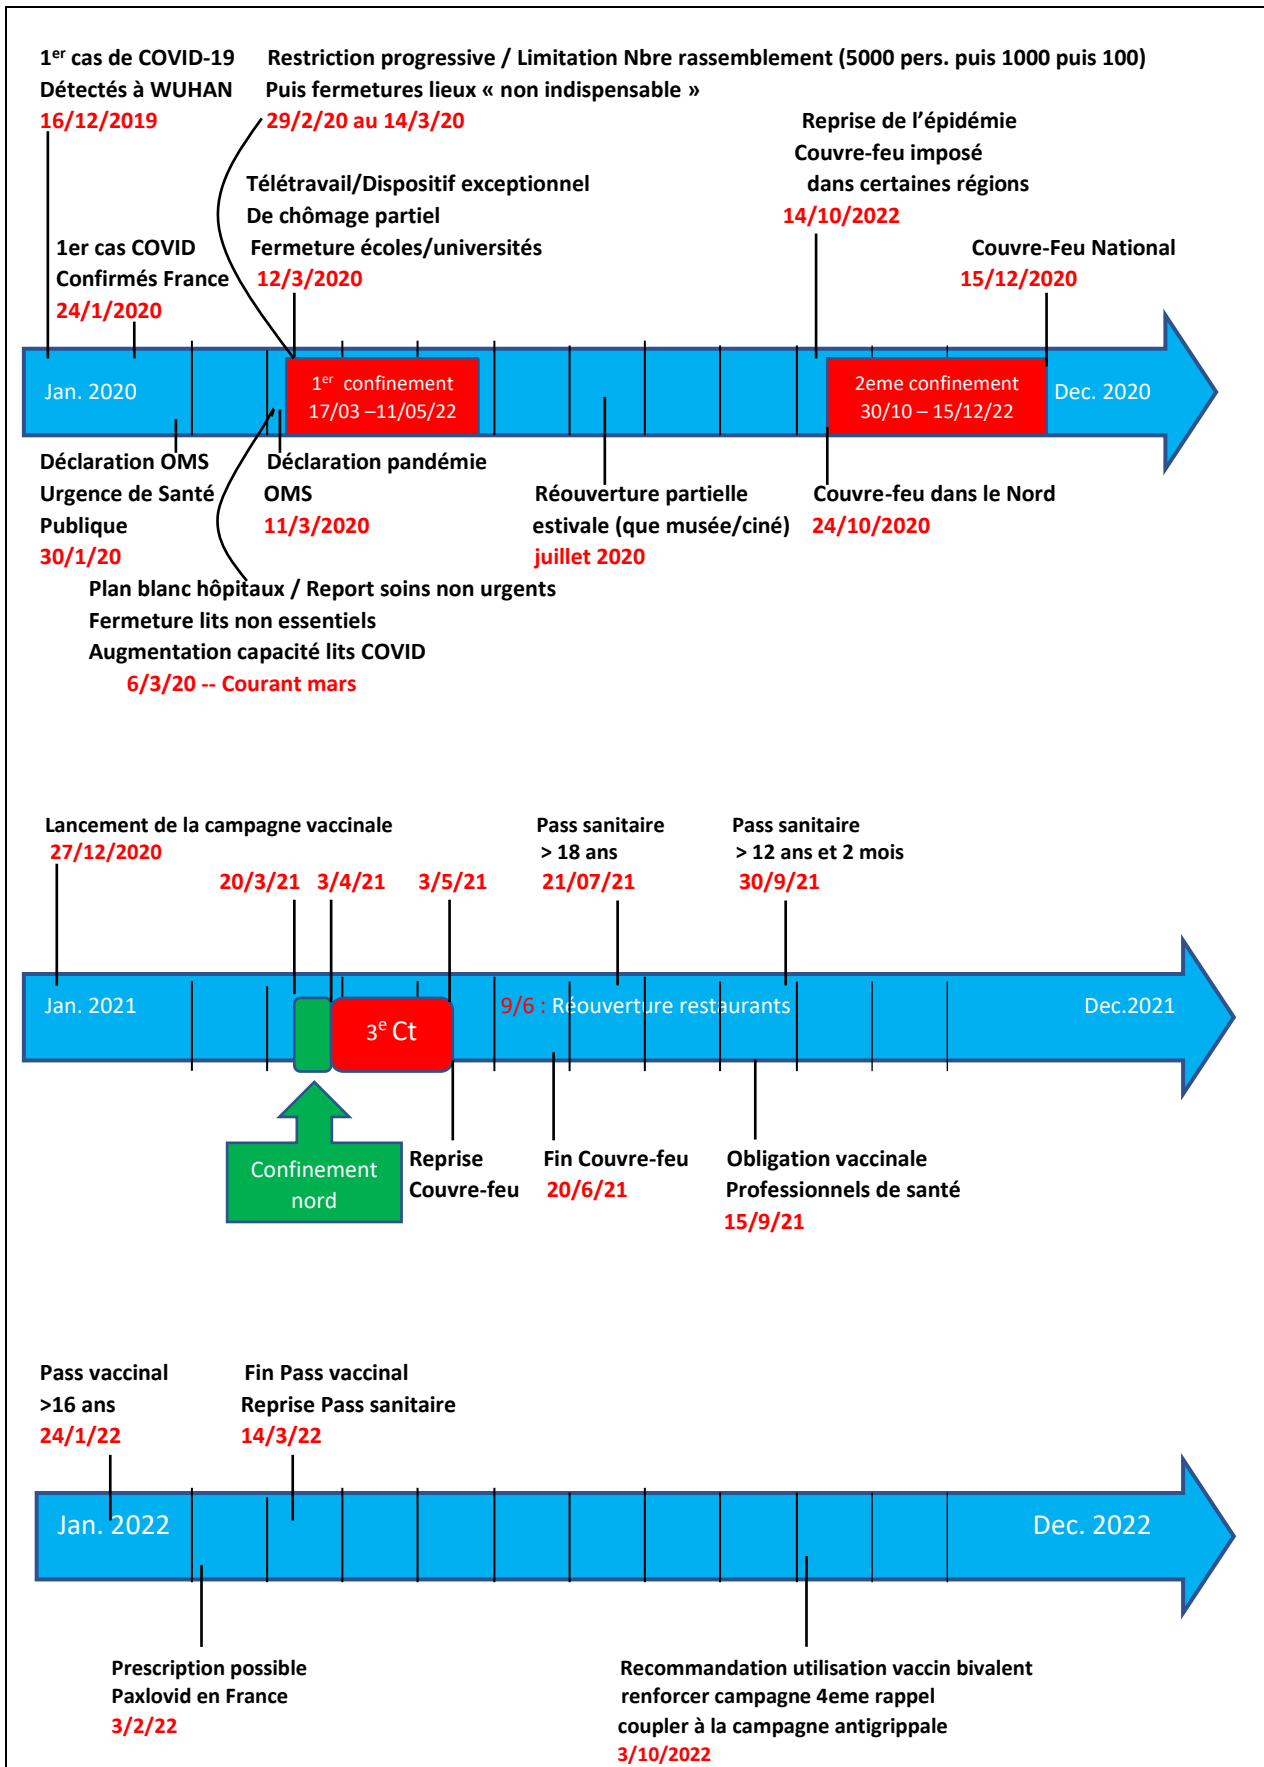 1er cas de COVID-19
Détectés à WUHAN
16/12/2019
Restriction progressive / Limitation Nbre rassemblement (5000 pers. puis 1000 puis 100)
Puis fermetures lieux « non indispensable »
29/2/20 au 14/3/20
Télétravail/Dispositif exceptionnel
De chômage partiel
Fermeture écoles/universités
12/3/2020
1er cas COVID
Confirmés France
24/1/2020
Reprise de l'épidémie
Couvre-feu imposé
dans certaines régions
14/10/2022
Couvre-Feu National
15/12/2020
Jan. 2020
1er confinement
17/03 –11/05/22
2eme confinement
30/10 – 15/12/22
Dec. 2020
Déclaration OMS
Urgence de Santé
Publique
30/1/20
Déclaration pandémie
OMS
11/3/2020
Réouverture partielle
estivale (que musée/ciné)
juillet 2020
Couvre-feu dans le Nord
24/10/2020
Plan blanc hôpitaux / Report soins non urgents
Fermeture lits non essentiels
Augmentation capacité lits COVID
6/3/20 -- Courant mars
Lancement de la campagne vaccinale
27/12/2020
20/3/21
3/4/21
3/5/21
Pass sanitaire
> 18 ans
21/07/21
Pass sanitaire
> 12 ans et 2 mois
30/9/21
Jan. 2021
3e Ct
9/6 : Réouverture restaurants
Dec.2021
Confinement
nord
Reprise
Couvre-feu
Fin Couvre-feu
20/6/21
Obligation vaccinale
Professionnels de santé
15/9/21
Pass vaccinal
>16 ans
24/1/22
Fin Pass vaccinal
Reprise Pass sanitaire
14/3/22
Jan. 2022
Dec. 2022
Prescription possible
Paxlovid en France
3/2/22
Recommandation utilisation vaccin bivalent
renforcer campagne 4eme rappel
coupler à la campagne antigrippale
3/10/2022